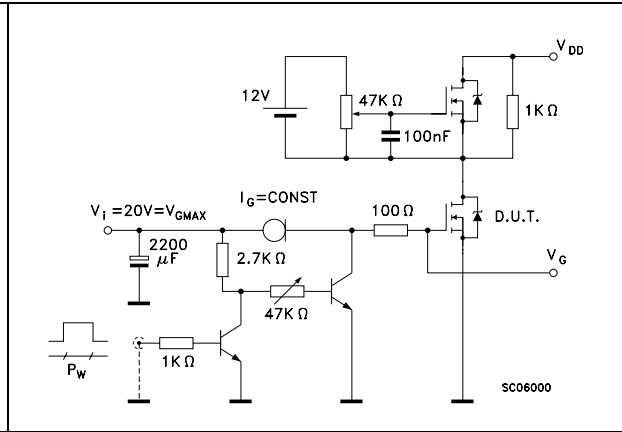 V DD
12V
47K Ω
1K Ω
100nF
I G =CONST
V i =20V=V GMAX
100 Ω
D.U.T.
2200
μF
2.7K Ω
V G
47K Ω
1K Ω
P W
SC06000